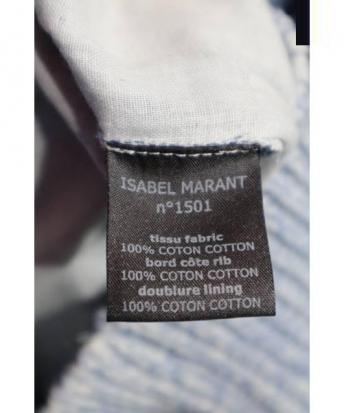 ISABEL MARANT
n°1501
tissu fabric
100% COTON COTTON
bord côte rib
100% COTON COTTON
doublure lining
100% COTON COTTON